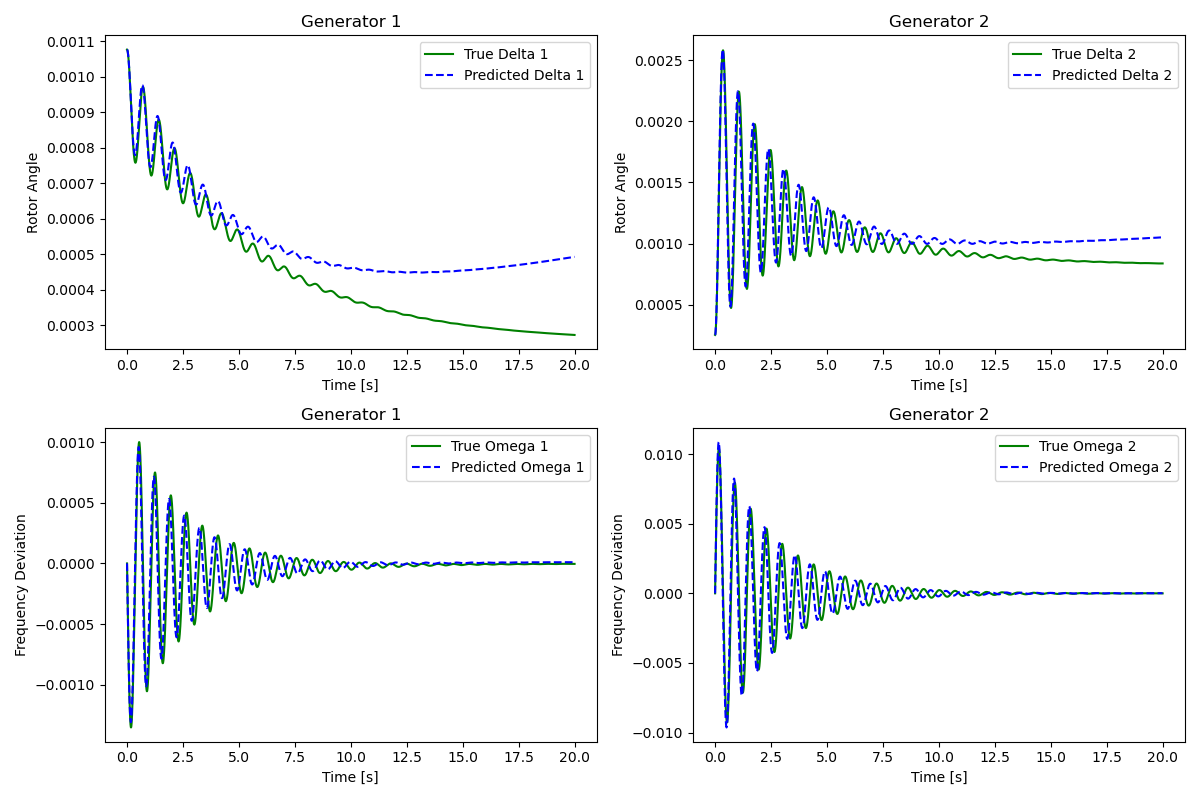 Generator 1
True Delta 1
Predicted Delta 1
Rotor Angle
0.0011
0.0010
0.0009
0.0008
0.0007
0.0006
0.0005
0.0004
0.0003
0.0 2.5 5.0 7.5 10.0 12.5 15.0 17.5 20.0
Time [s]
Generator 2
True Delta 2
Predicted Delta 2
Rotor Angle
0.0025
0.0020
0.0015
0.0010
0.0005
0.0 2.5 5.0 7.5 10.0 12.5 15.0 17.5 20.0
Time [s]
Generator 1
True Omega 1
Predicted Omega 1
Frequency Deviation
0.0010
0.0005
0.0000
−0.0005
−0.0010
0.0 2.5 5.0 7.5 10.0 12.5 15.0 17.5 20.0
Time [s]
Generator 2
True Omega 2
Predicted Omega 2
Frequency Deviation
0.010
0.005
0.000
−0.005
−0.010
0.0 2.5 5.0 7.5 10.0 12.5 15.0 17.5 20.0
Time [s]